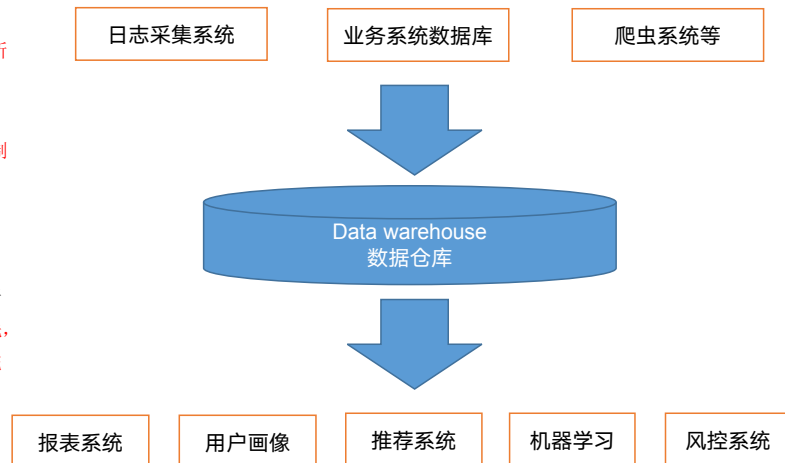 日志采集系统
业务系统数据库
爬虫系统等
Data warehouse
数据仓库
报表系统
用户画像
推荐系统
机器学习
风控系统